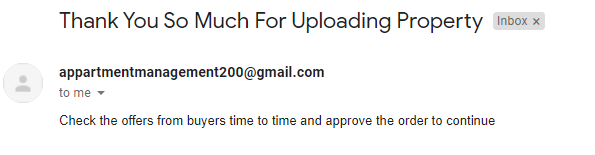 Thank You So Much For Uploading Property Inbox x
appartmentmanagement200@gmail.com
to me
Check the offers from buyers time to time and approve the order to continue